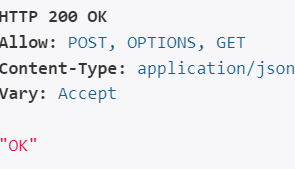 HTTP 200 OK
Allow: POST, OPTIONS, GET
Content-Type: application/json
Vary: Accept
"OK"